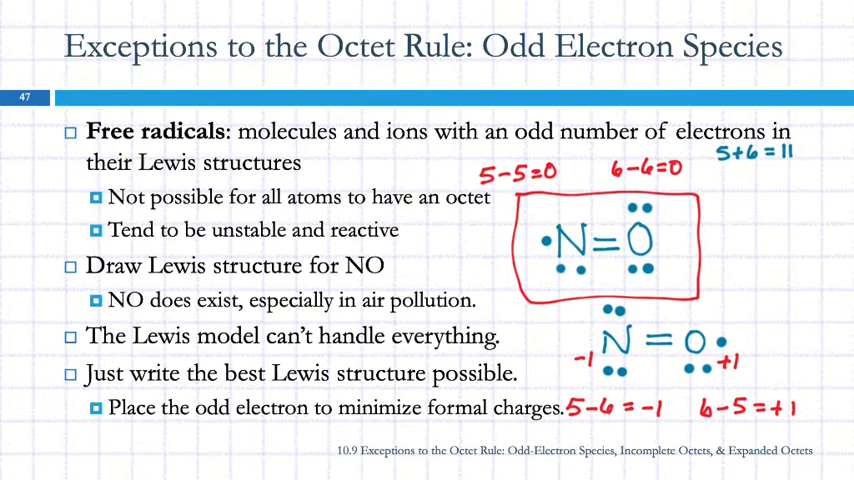 Exceptions to the Octet Rule: Odd Electron Species
47
Free radicals: molecules and ions with an odd number of electrons in
their Lewis structures
5+6=11
5-5=0
6-6=0
Not possible for all atoms to have an octet
Tend to be unstable and reactive
N=O
Draw Lewis structure for NO
NO does exist, especially in air pollution.
The Lewis model can't handle everything.
N=O
-1
+1
Just write the best Lewis structure possible.
Place the odd electron to minimize formal charges.
5-6=-1
6-5=+1
10.9 Exceptions to the Octet Rule: Odd-Electron Species, Incomplete Octets, & Expanded Octets